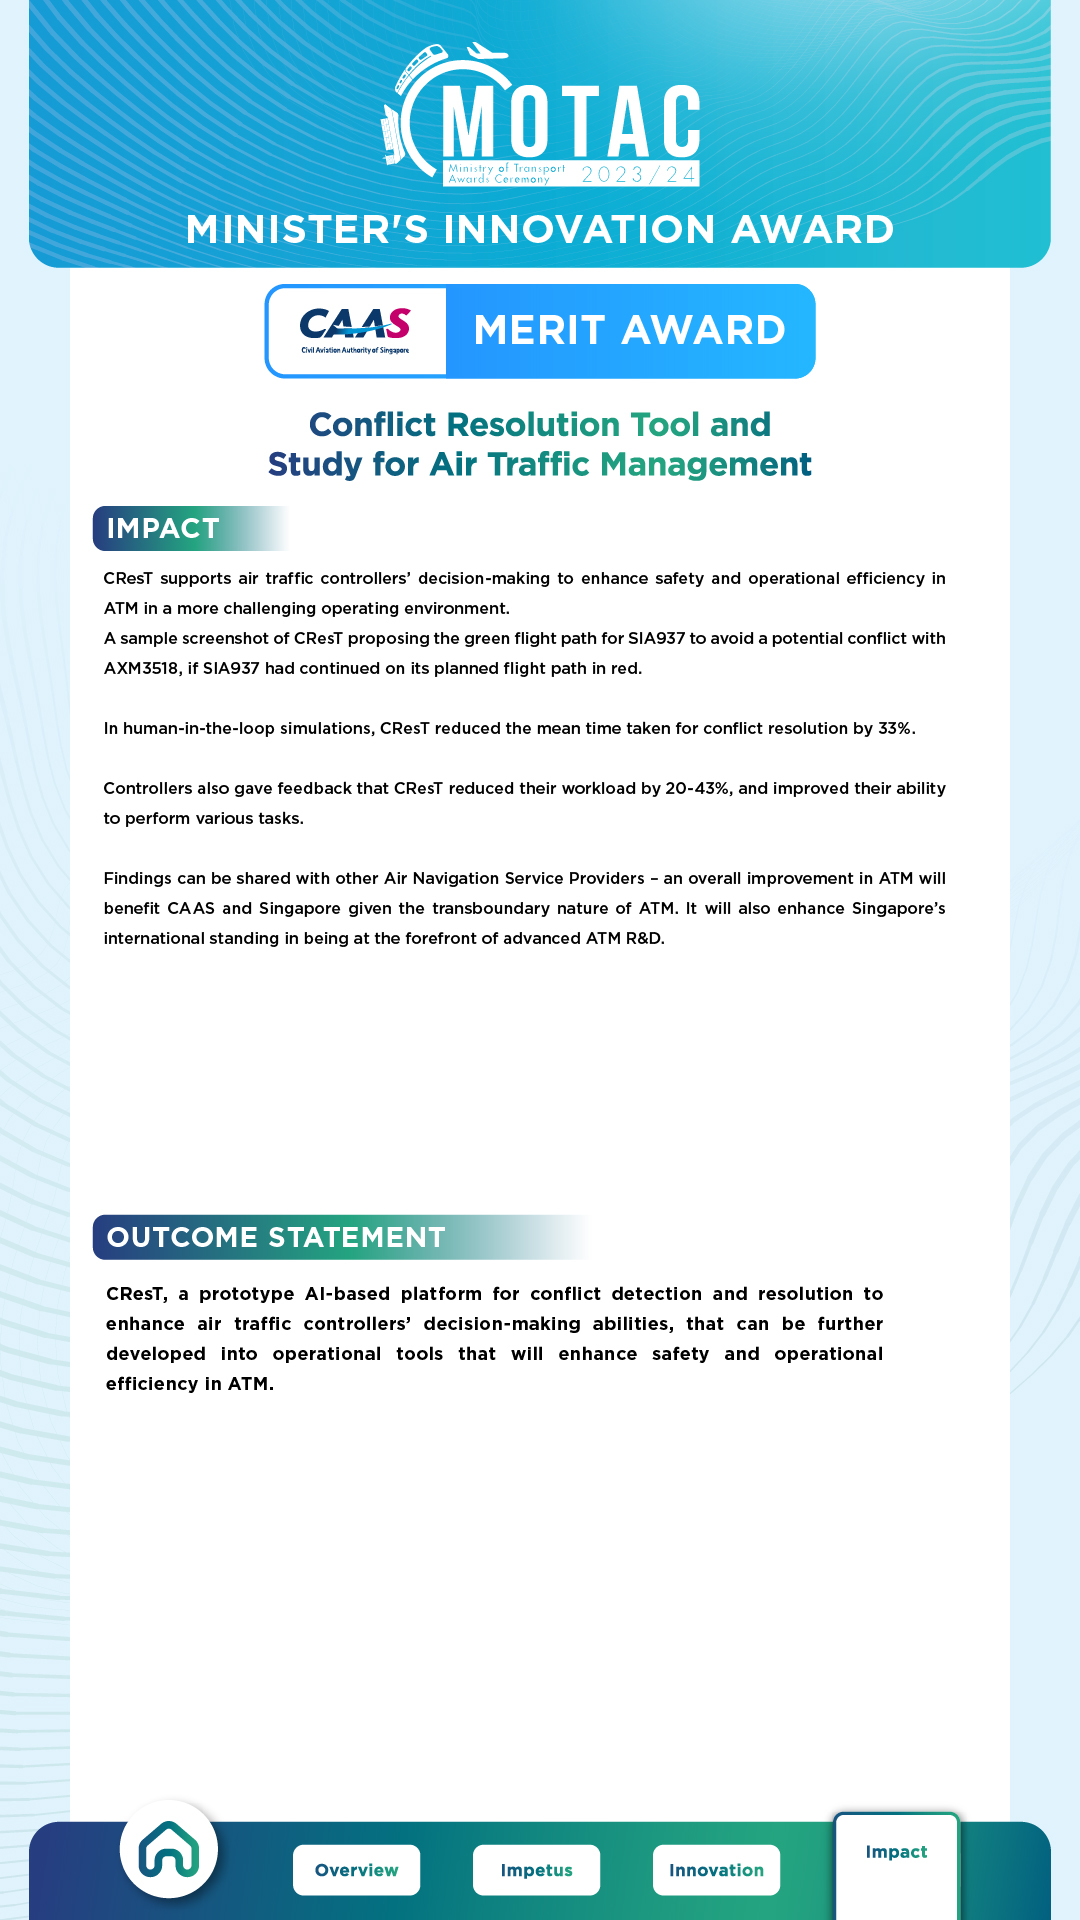 MOTAC
Ministry of Transport
Awards Ceremony
2023/24
MINISTER'S INNOVATION AWARD
CAAS
Civil Aviation Authority of Singapore
MERIT AWARD
Conflict Resolution Tool and
Study for Air Traffic Management
IMPACT
CResT supports air traffic controllers’ decision-making to enhance safety and operational efficiency in
ATM in a more challenging operating environment.
A sample screenshot of CResT proposing the green flight path for SIA937 to avoid a potential conflict with
AXM3518, if SIA937 had continued on its planned flight path in red.
In human-in-the-loop simulations, CResT reduced the mean time taken for conflict resolution by 33%.
Controllers also gave feedback that CResT reduced their workload by 20-43%, and improved their ability
to perform various tasks.
Findings can be shared with other Air Navigation Service Providers – an overall improvement in ATM will
benefit CAAS and Singapore given the transboundary nature of ATM. It will also enhance Singapore’s
international standing in being at the forefront of advanced ATM R&D.
OUTCOME STATEMENT
CResT, a prototype AI-based platform for conflict detection and resolution to
enhance air traffic controllers’ decision-making abilities, that can be further
developed into operational tools that will enhance safety and operational
efficiency in ATM.
Overview
Impetus
Innovation
Impact